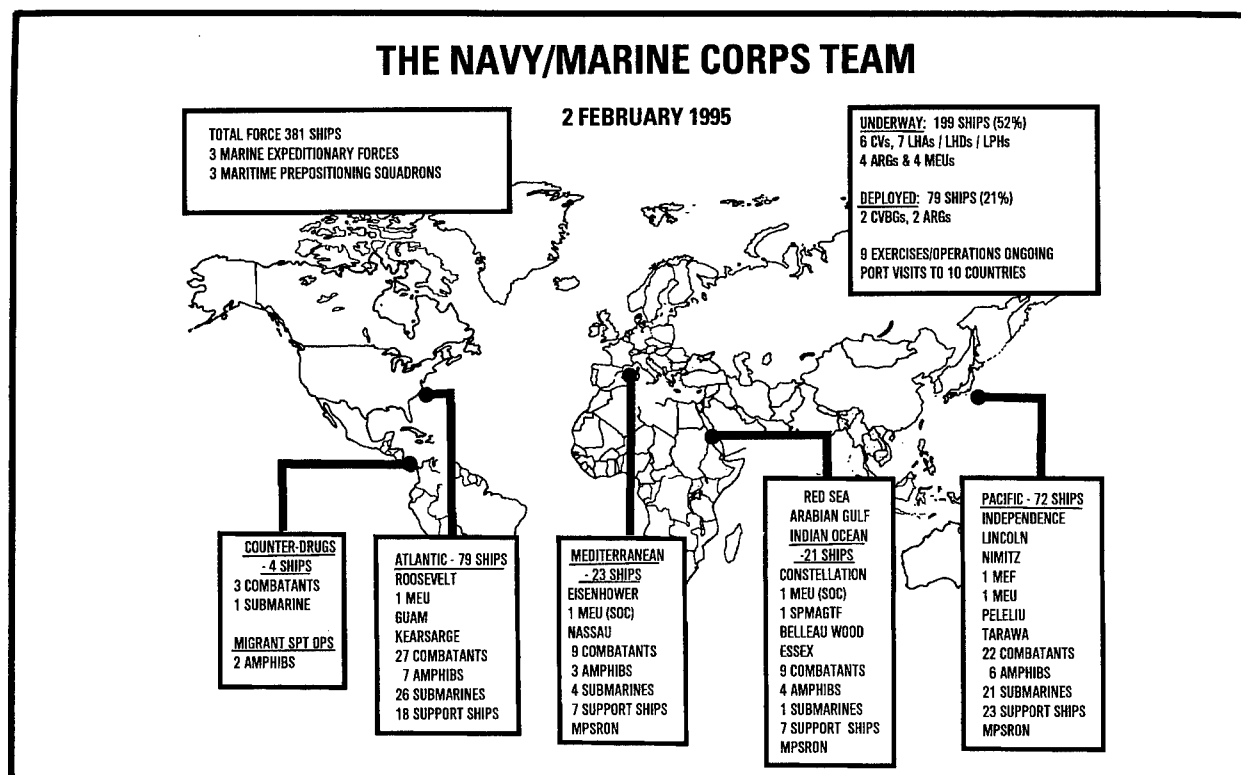 THE NAVY/MARINE CORPS TEAM
2 FEBRUARY 1995
TOTAL FORCE 381 SHIPS
3 MARINE EXPEDITIONARY FORCES
3 MARITIME PREPOSITIONING SQUADRONS
UNDERWAY: 199 SHIPS (52%)
6 CVs, 7 LHAs / LHDs / LPHs
4 ARGs & 4 MEUs
DEPLOYED: 79 SHIPS (21%)
2 CVBGs, 2 ARGs
9 EXERCISES/OPERATIONS ONGOING
PORT VISITS TO 10 COUNTRIES
COUNTER-DRUGS
- 4 SHIPS
3 COMBATANTS
1 SUBMARINE
MIGRANT SPT OPS
2 AMPHIBS
ATLANTIC - 79 SHIPS
ROOSEVELT
1 MEU
GUAM
KEARSARGE
27 COMBATANTS
7 AMPHIBS
26 SUBMARINES
18 SUPPORT SHIPS
MEDITERRANEAN
- 23 SHIPS
EISENHOWER
1 MEU (SOC)
NASSAU
9 COMBATANTS
3 AMPHIBS
4 SUBMARINES
7 SUPPORT SHIPS
MPSRON
RED SEA
ARABIAN GULF
INDIAN OCEAN
-21 SHIPS
CONSTELLATION
1 MEU (SOC)
1 SPMAGTF
BELLEAU WOOD
ESSEX
9 COMBATANTS
4 AMPHIBS
1 SUBMARINES
7 SUPPORT SHIPS
MPSRON
PACIFIC - 72 SHIPS
INDEPENDENCE
LINCOLN
NIMITZ
1 MEF
1 MEU
PELELIU
TARAWA
22 COMBATANTS
6 AMPHIBS
21 SUBMARINES
23 SUPPORT SHIPS
MPSRON